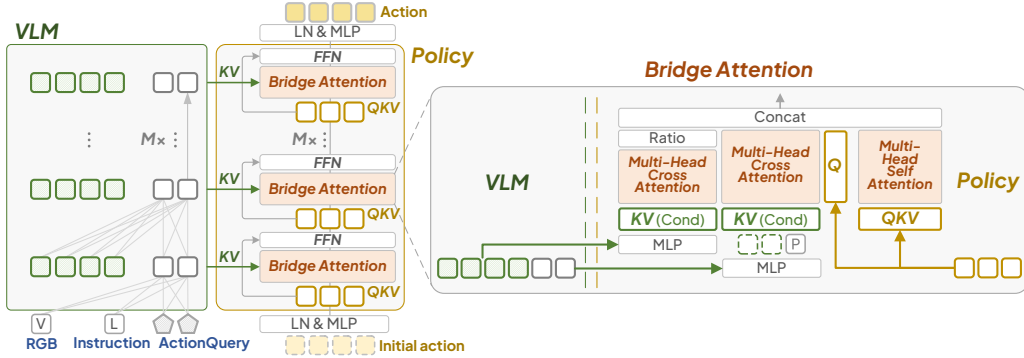 VLM
Action
LN & MLP
FFN
Policy
KV
Bridge Attention
QKV
M× ⋮
M× ⋮
FFN
KV
Bridge Attention
QKV
FFN
KV
Bridge Attention
QKV
V
L
LN & MLP
RGB
Instruction
ActionQuery
Initial action
Bridge Attention
Concat
Ratio
Multi-Head
Cross
Attention
Multi-Head
Cross
Attention
Q
Multi-
Head
Self
Attention
VLM
Policy
KV (Cond)
KV (Cond)
QKV
MLP
P
MLP